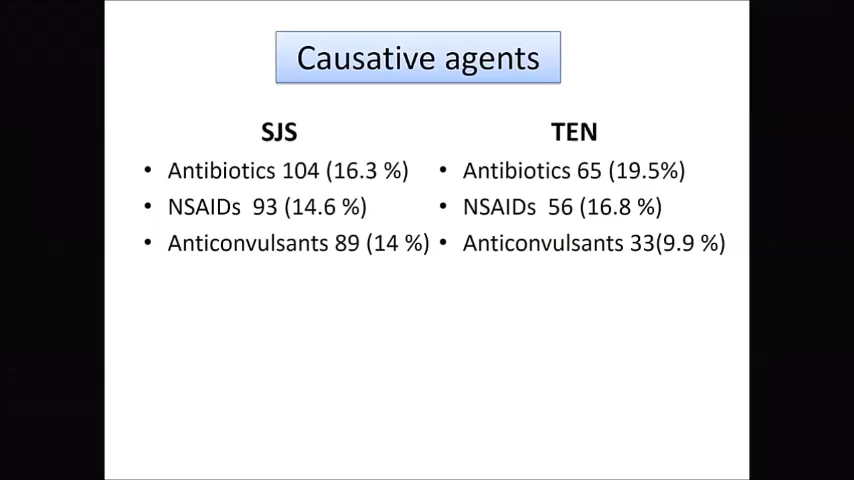 Causative agents
SJS
• Antibiotics 104 (16.3 %)
• NSAIDs  93 (14.6 %)
• Anticonvulsants 89 (14 %)
TEN
• Antibiotics 65 (19.5%)
• NSAIDs  56 (16.8 %)
• Anticonvulsants 33(9.9 %)